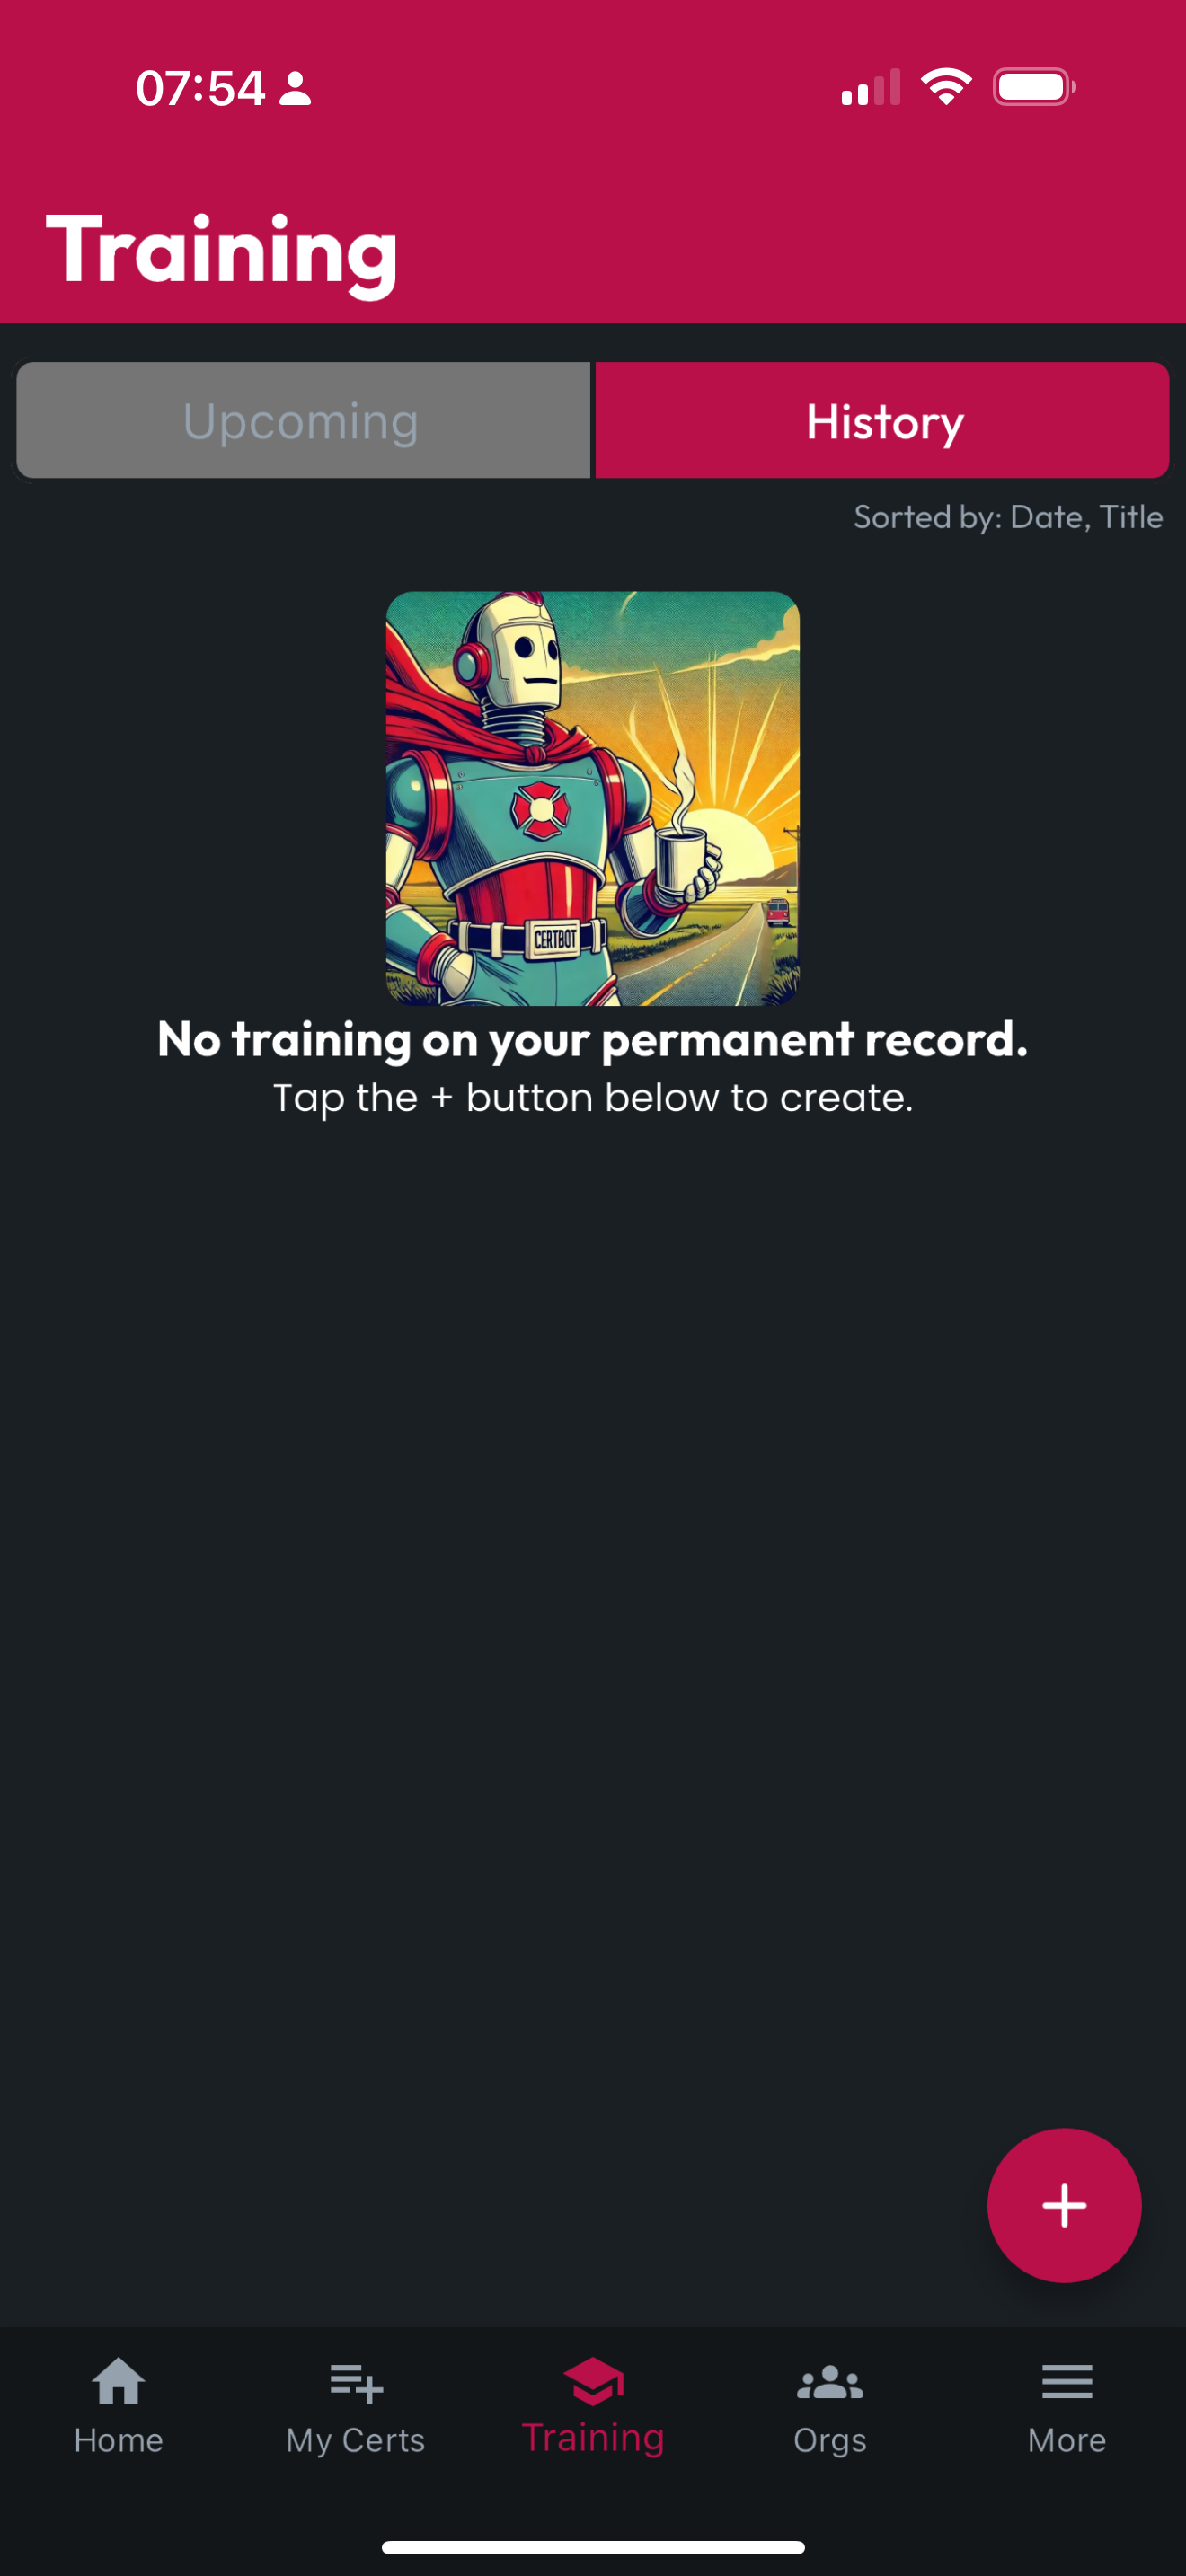 07:54
Training
Upcoming
History
Sorted by: Date, Title
CERTBOT
No training on your permanent record.
Tap the + button below to create.
Home
My Certs
Training
Orgs
More